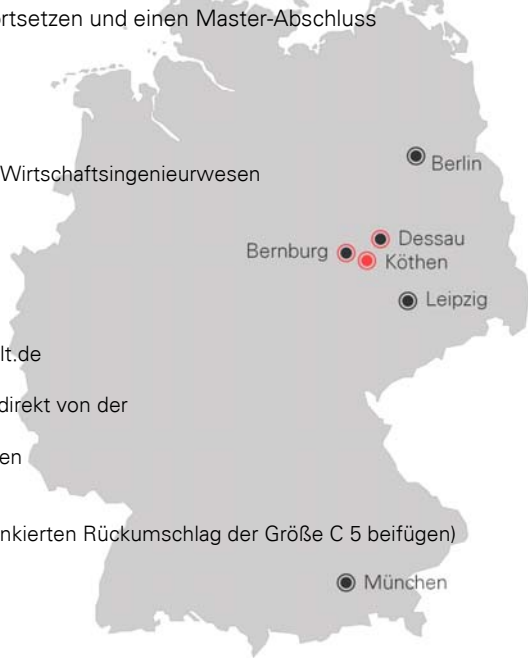 rtsetzen und einen Master-Abschluss
Berlin
Wirtschaftsingenieurwesen
Dessau
Bernburg
Köthen
Leipzig
lt.de
direkt von der
en
nkierten Rückumschlag der Größe C 5 beifügen)
München